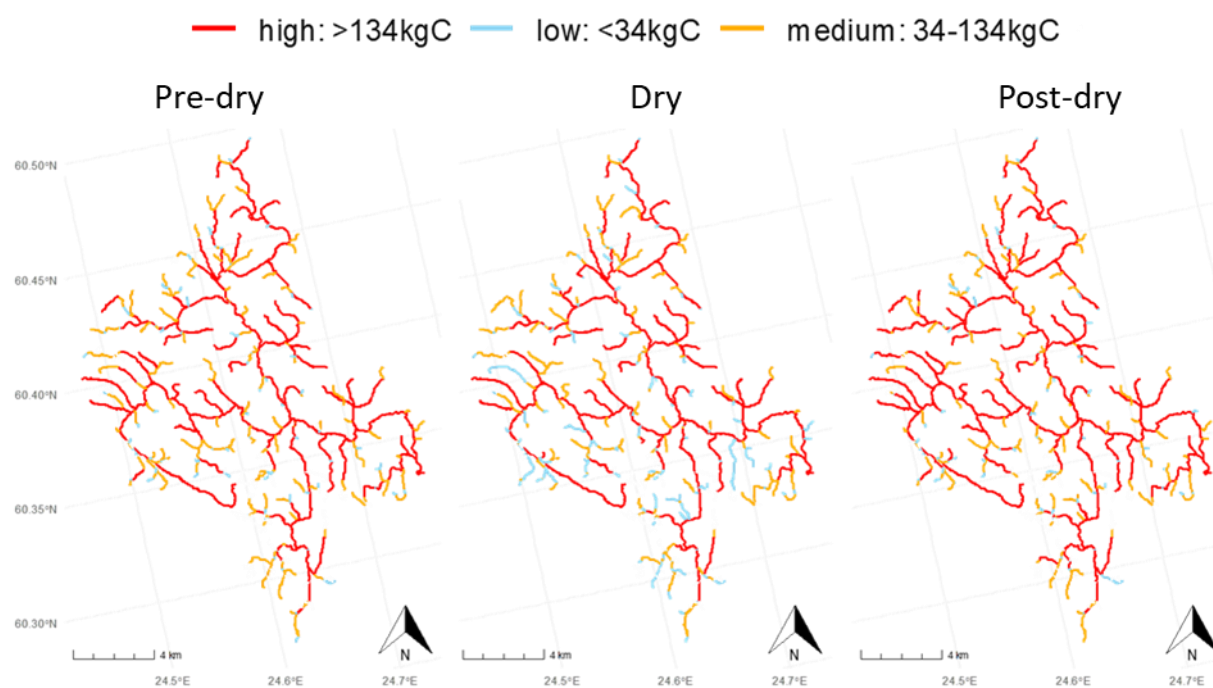 high: >134kgC low: <34kgC medium: 34-134kgC
Pre-dry Dry Post-dry
60.50°N
60.45°N
60.40°N
60.35°N
60.30°N
N N N
4 km 4 km 4 km
24.5°E 24.6°E 24.7°E 24.5°E 24.6°E 24.7°E 24.5°E 24.6°E 24.7°E